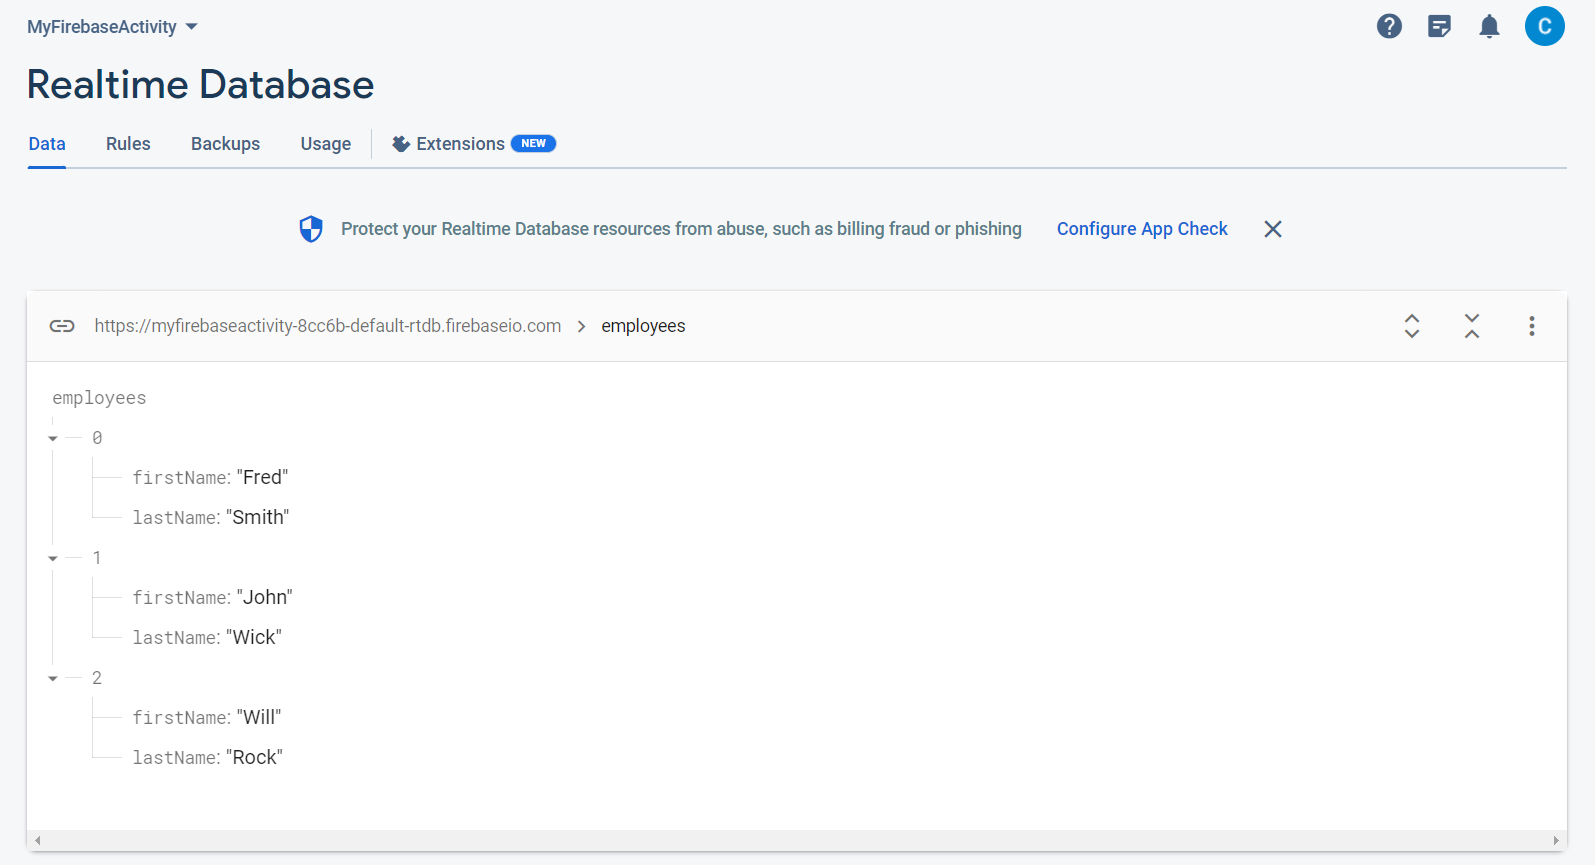 MyFirebaseActivity
C
Realtime Database
Data Rules Backups Usage Extensions NEW
Protect your Realtime Database resources from abuse, such as billing fraud or phishing Configure App Check
https://myfirebaseactivity-8cc6b-default-rtdb.firebaseio.com > employees
employees
0
firstName: "Fred"
lastName: "Smith"
1
firstName: "John"
lastName: "Wick"
2
firstName: "Will"
lastName: "Rock"